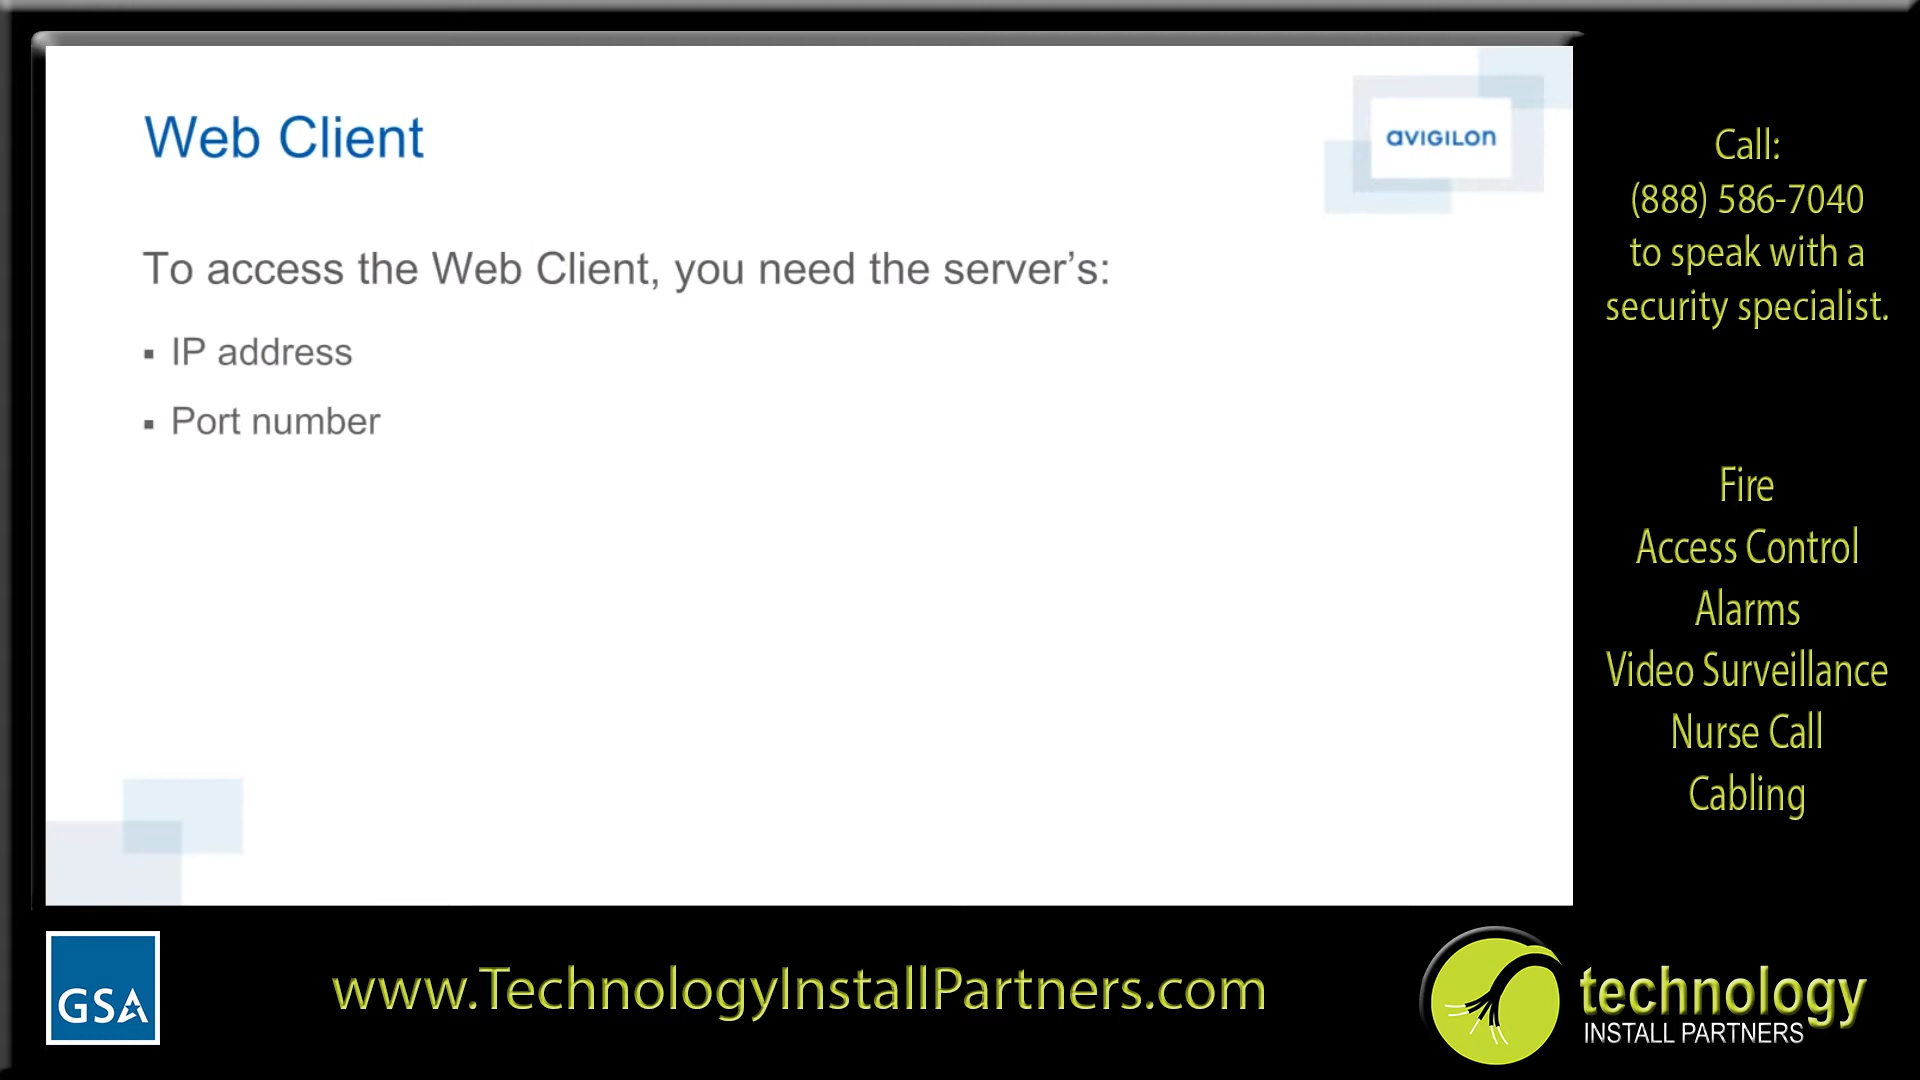 Web Client
avigilon
To access the Web Client, you need the server’s:
▪ IP address
▪ Port number
Call:
(888) 586-7040
to speak with a
security specialist.
Fire
Access Control
Alarms
Video Surveillance
Nurse Call
Cabling
GSA
www.TechnologyInstallPartners.com
technology
INSTALL PARTNERS